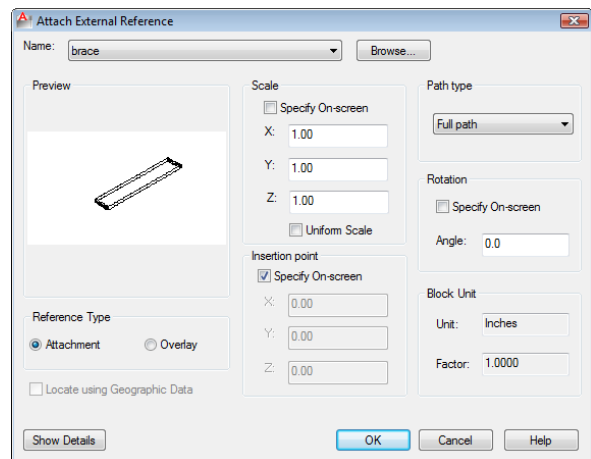 Attach External Reference
Name: brace Browse...
Preview
Reference Type
Attachment Overlay
Locate using Geographic Data
Scale
Specify On-screen
X: 1.00
Y: 1.00
Z: 1.00
Uniform Scale
Insertion point
Specify On-screen
X: 0.00
Y: 0.00
Z: 0.00
Path type
Full path
Rotation
Specify On-screen
Angle: 0.0
Block Unit
Unit: Inches
Factor: 1.0000
Show Details OK Cancel Help